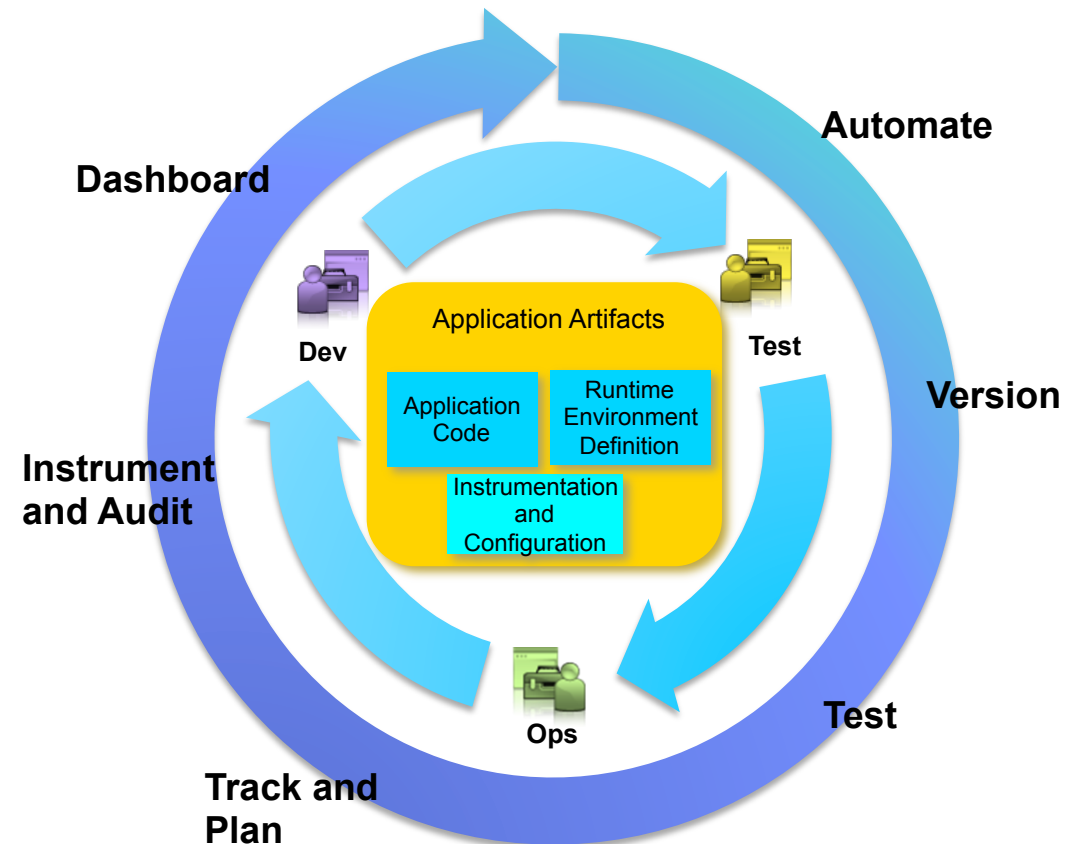 Automate
Dashboard
Application Artifacts
Dev
Test
Application
Code
Runtime
Environment
Definition
Version
Instrument
and Audit
Instrumentation
and
Configuration
Test
Ops
Track and
Plan